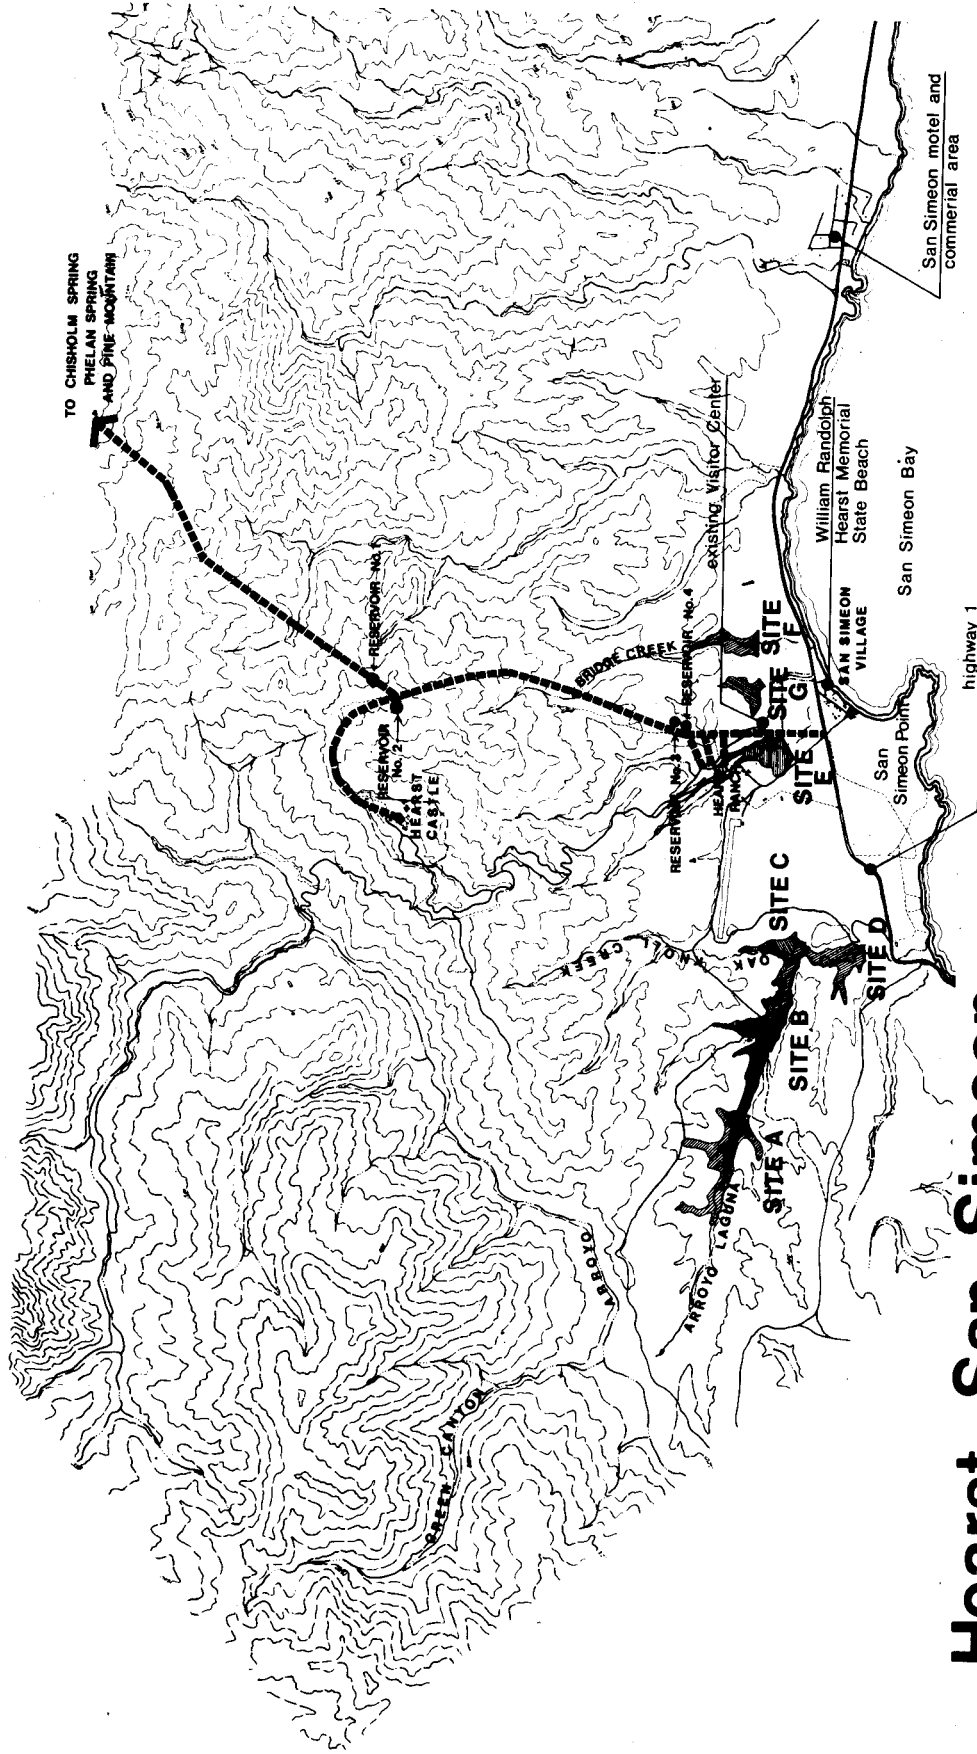 TO CHISHOLM SPRING
PHELAN SPRING
AND PINE MOUNTAIN
RESERVOIR No.1
RESERVOIR
No. 2
HEARST
CASTLE
BRIDGE CREEK
RESERVOIR No.4
RESERVOIR No.3
existing Visitor Center
SITE
F
SITE
G
SITE
E
SITE C
SITE D
SITE B
SITE A
OAK KNOLL CREEK
ARROYO LAGUNA
ARROYO
GREEN CANYON
SAN SIMEON
VILLAGE
William Randolph
Hearst Memorial
State Beach
San Simeon Bay
San
Simeon Point
highway 1
San Simeon motel and
commerial area
Hearst San Simeon